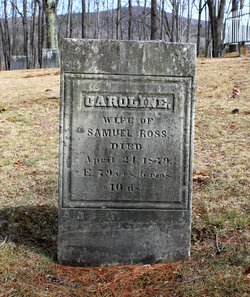 CAROLINE,
WIFE OF
SAMUEL ROSS
DIED
April 21, 1879,
E. 79 yrs. 6 mos.
10 ds.